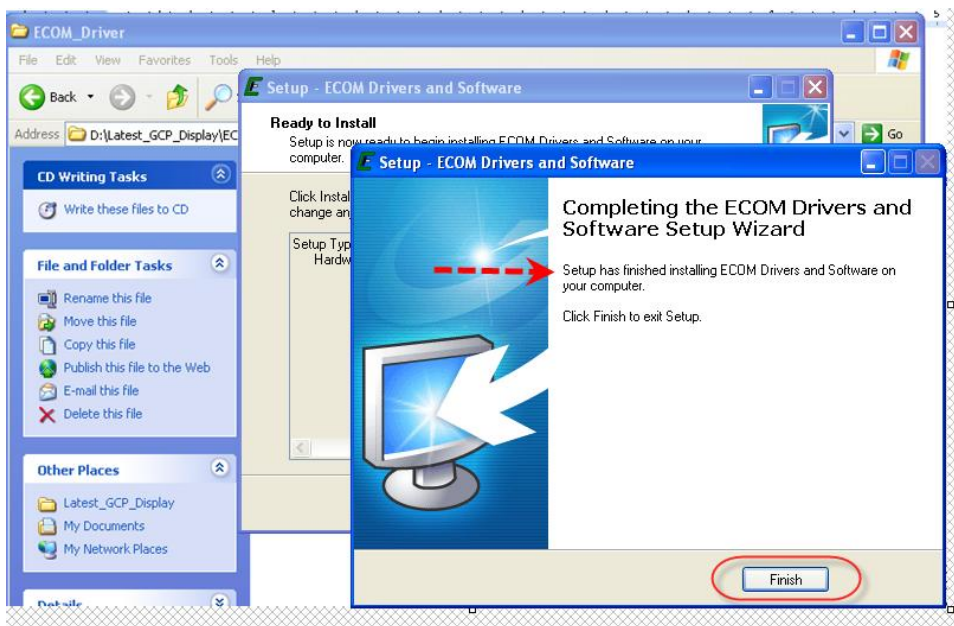 ECOM_Driver
File Edit View Favorites Tools Help
Back
Address D:\Latest_GCP_Display\EC
Go
CD Writing Tasks
Write these files to CD
File and Folder Tasks
Rename this file
Move this file
Copy this file
Publish this file to the Web
E-mail this file
Delete this file
Other Places
Latest_GCP_Display
My Documents
My Network Places
Details
Setup - ECOM Drivers and Software
Ready to Install
Setup is now ready to begin installing ECOM Drivers and Software on your
computer.
Click Instal
change an
Setup Typ
Hardw
Setup - ECOM Drivers and Software
Completing the ECOM Drivers and
Software Setup Wizard
Setup has finished installing ECOM Drivers and Software on
your computer.
Click Finish to exit Setup.
Finish